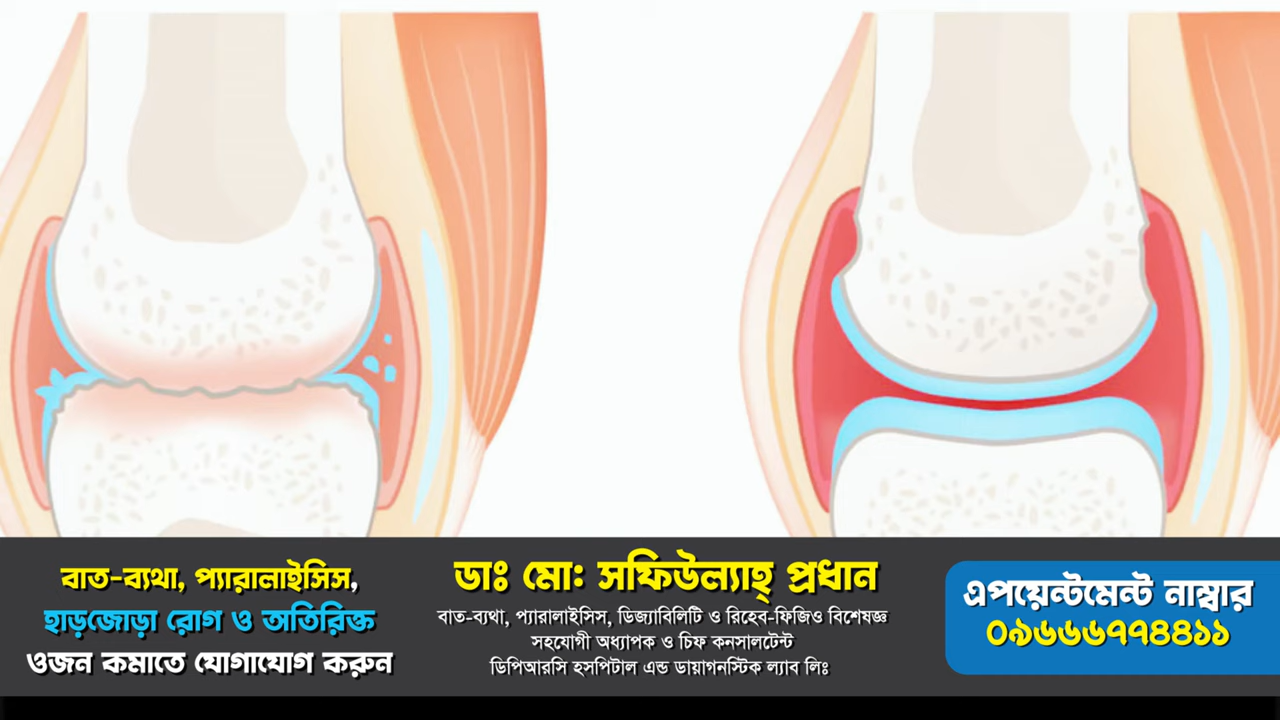 বাত-ব্যথা, প্যারালাইসিস,
হাড়জোড়া রোগ ও অতিরিক্ত
ওজন কমাতে যোগাযোগ করুন
ডাঃ মো: সফিউল্যাহ্ প্রধান
বাত-ব্যথা, প্যারালাইসিস, ডিজ্যাবিলিটি ও রিহেব-ফিজিও বিশেষজ্ঞ
সহযোগী অধ্যাপক ও চিফ কনসালটেন্ট
ডিপিআরসি হসপিটাল এন্ড ডায়াগনস্টিক ল্যাব লিঃ
এপয়েন্টমেন্ট নাম্বার
০৯৬৬৬৭৭৪৪১১